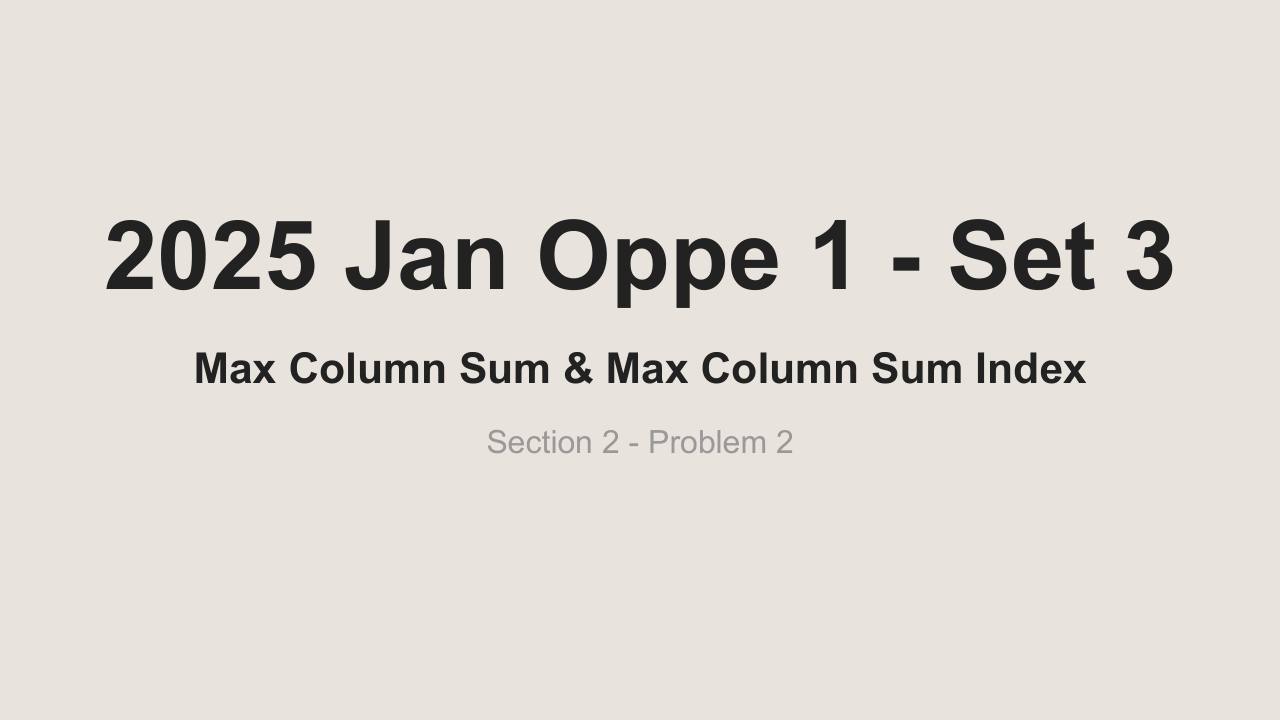 2025 Jan Oppe 1 - Set 3
Max Column Sum & Max Column Sum Index
Section 2 - Problem 2